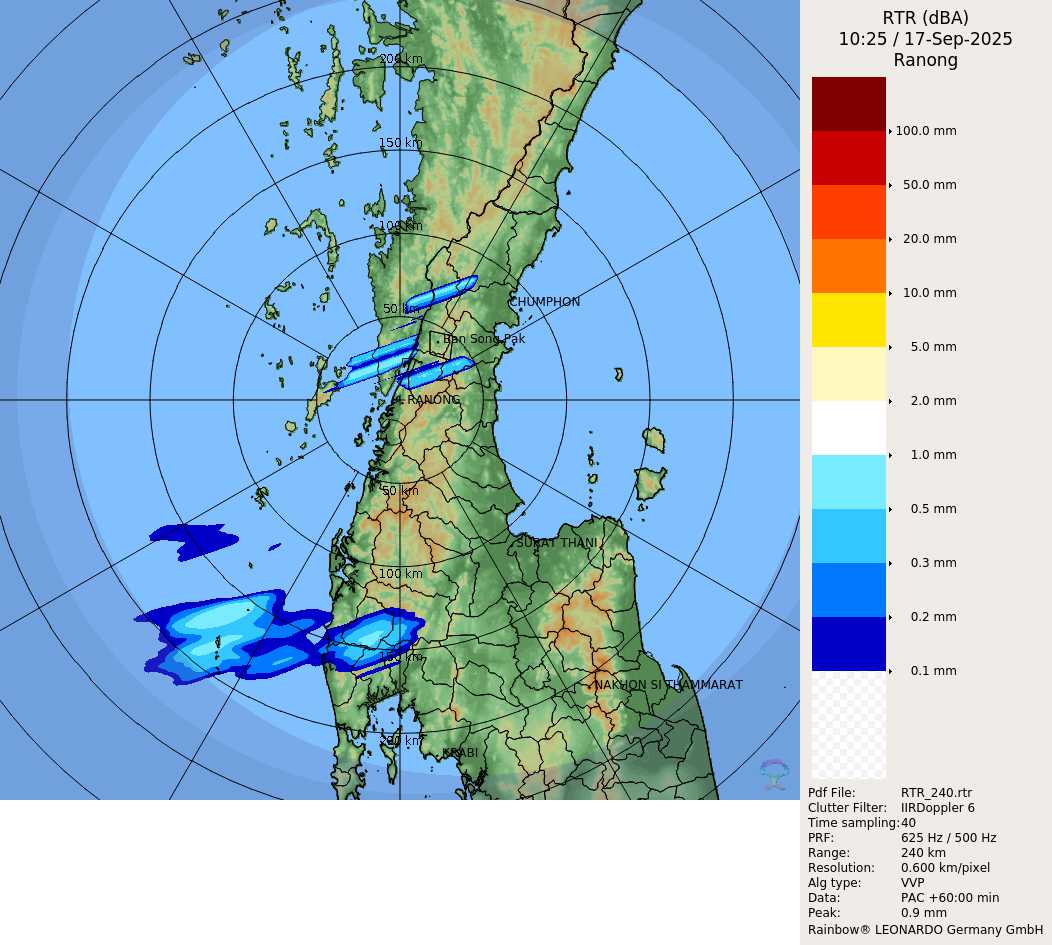 RTR (dBA)
10:25 / 17-Sep-2025
Ranong
200 km
150 km
100 km
50 km
CHUMPHON
Ban Song Pak
RANONG
50 km
SURAT THANI
100 km
150 km
NAKHON SI THAMMARAT
200 km
KRABI
100.0 mm
50.0 mm
20.0 mm
10.0 mm
5.0 mm
2.0 mm
1.0 mm
0.5 mm
0.3 mm
0.2 mm
0.1 mm
Pdf File: RTR_240.rtr
Clutter Filter: IIRDoppler 6
Time sampling:40
PRF: 625 Hz / 500 Hz
Range: 240 km
Resolution: 0.600 km/pixel
Alg type: VVP
Data: PAC +60:00 min
Peak: 0.9 mm
Rainbow® LEONARDO Germany GmbH